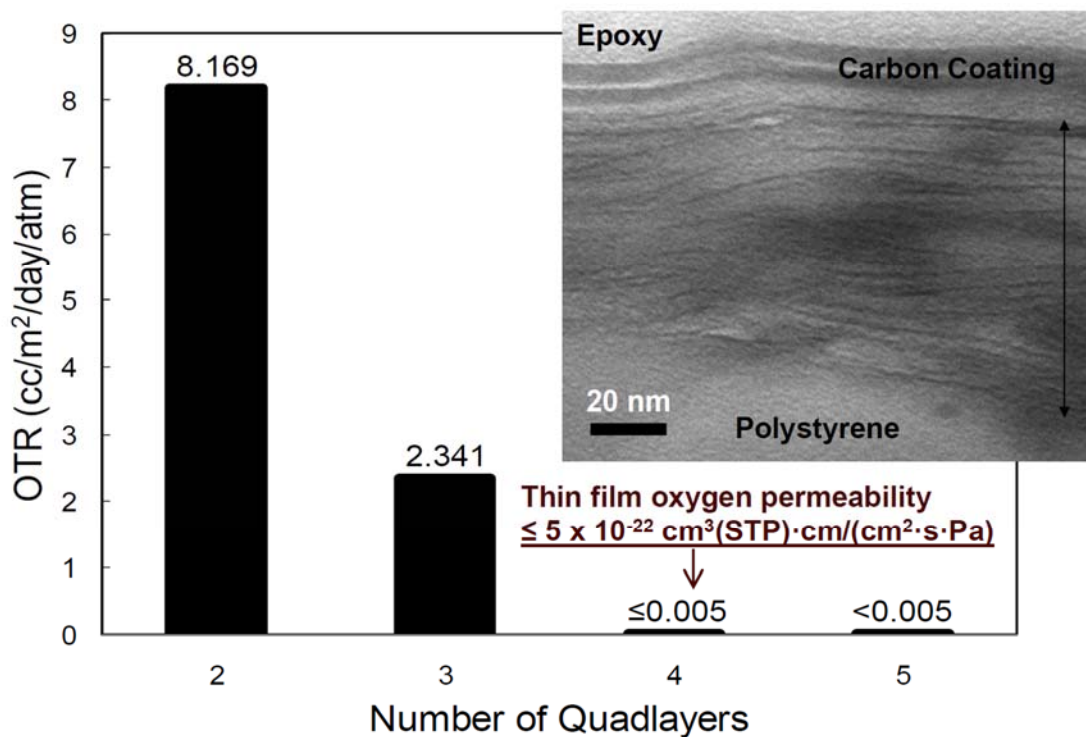 OTR (cc/m²/day/atm)
9
8
7
6
5
4
3
2
1
0
8.169
2.341
≤0.005
<0.005
Thin film oxygen permeability
≤ 5 x 10⁻²² cm³(STP)·cm/(cm²·s·Pa)
Epoxy
Carbon Coating
20 nm
Polystyrene
2 3 4 5
Number of Quadlayers